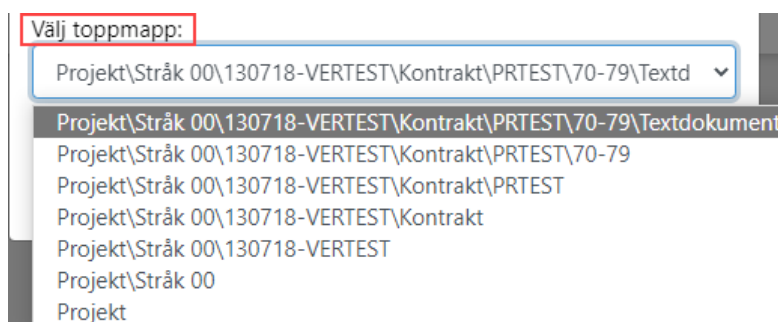 Välj toppmapp:
Projekt\Stråk 00\130718-VERTEST\Kontrakt\PRTEST\70-79\Textd
Projekt\Stråk 00\130718-VERTEST\Kontrakt\PRTEST\70-79\Textdokument
Projekt\Stråk 00\130718-VERTEST\Kontrakt\PRTEST\70-79
Projekt\Stråk 00\130718-VERTEST\Kontrakt\PRTEST
Projekt\Stråk 00\130718-VERTEST\Kontrakt
Projekt\Stråk 00\130718-VERTEST
Projekt\Stråk 00
Projekt